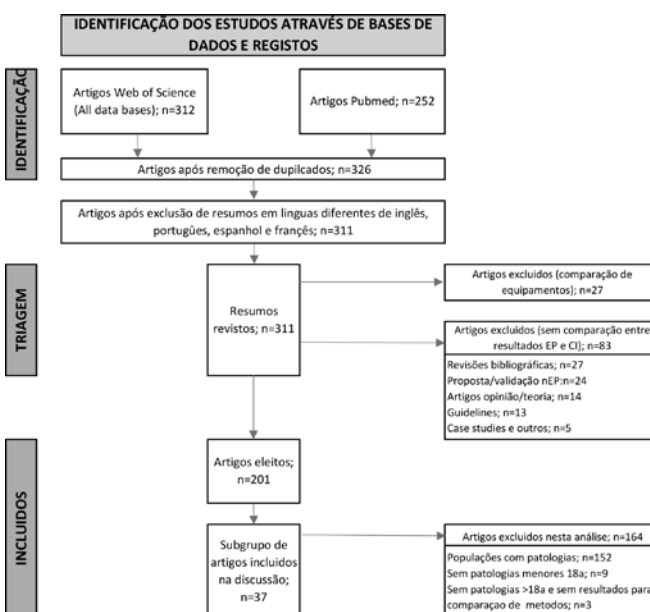 IDENTIFICAÇÃO DOS ESTUDOS ATRAVÉS DE BASES DE
DADOS E REGISTOS
IDENTIFICAÇÃO
Artigos Web of Science
(All data bases); n=312
Artigos Pubmed; n=252
Artigos após remoção de duplicados; n=326
Artigos após exclusão de resumos em linguas diferentes de inglês,
portugûes, espanhol e françês; n=311
TRIAGEM
Resumos
revistos; n=311
Artigos excluidos (comparação de
equipamentos); n=27
Artigos excluidos (sem comparação entre
resultados EP e CI); n=83
Revisões bibliográficas; n=27
Proposta/validação nEP:n=24
Artigos opinião/teoria; n=14
Guidelines; n=13
Case studies e outros; n=5
INCLUIDOS
Artigos eleitos;
n=201
Subgrupo de
artigos incluidos
na discussão;
n=37
Artigos excluidos nesta análise; n=164
Populações com patologias; n=152
Sem patologias menores 18a; n=9
Sem patologias >18a e sem resultados para
comparaçao de metodos; n=3